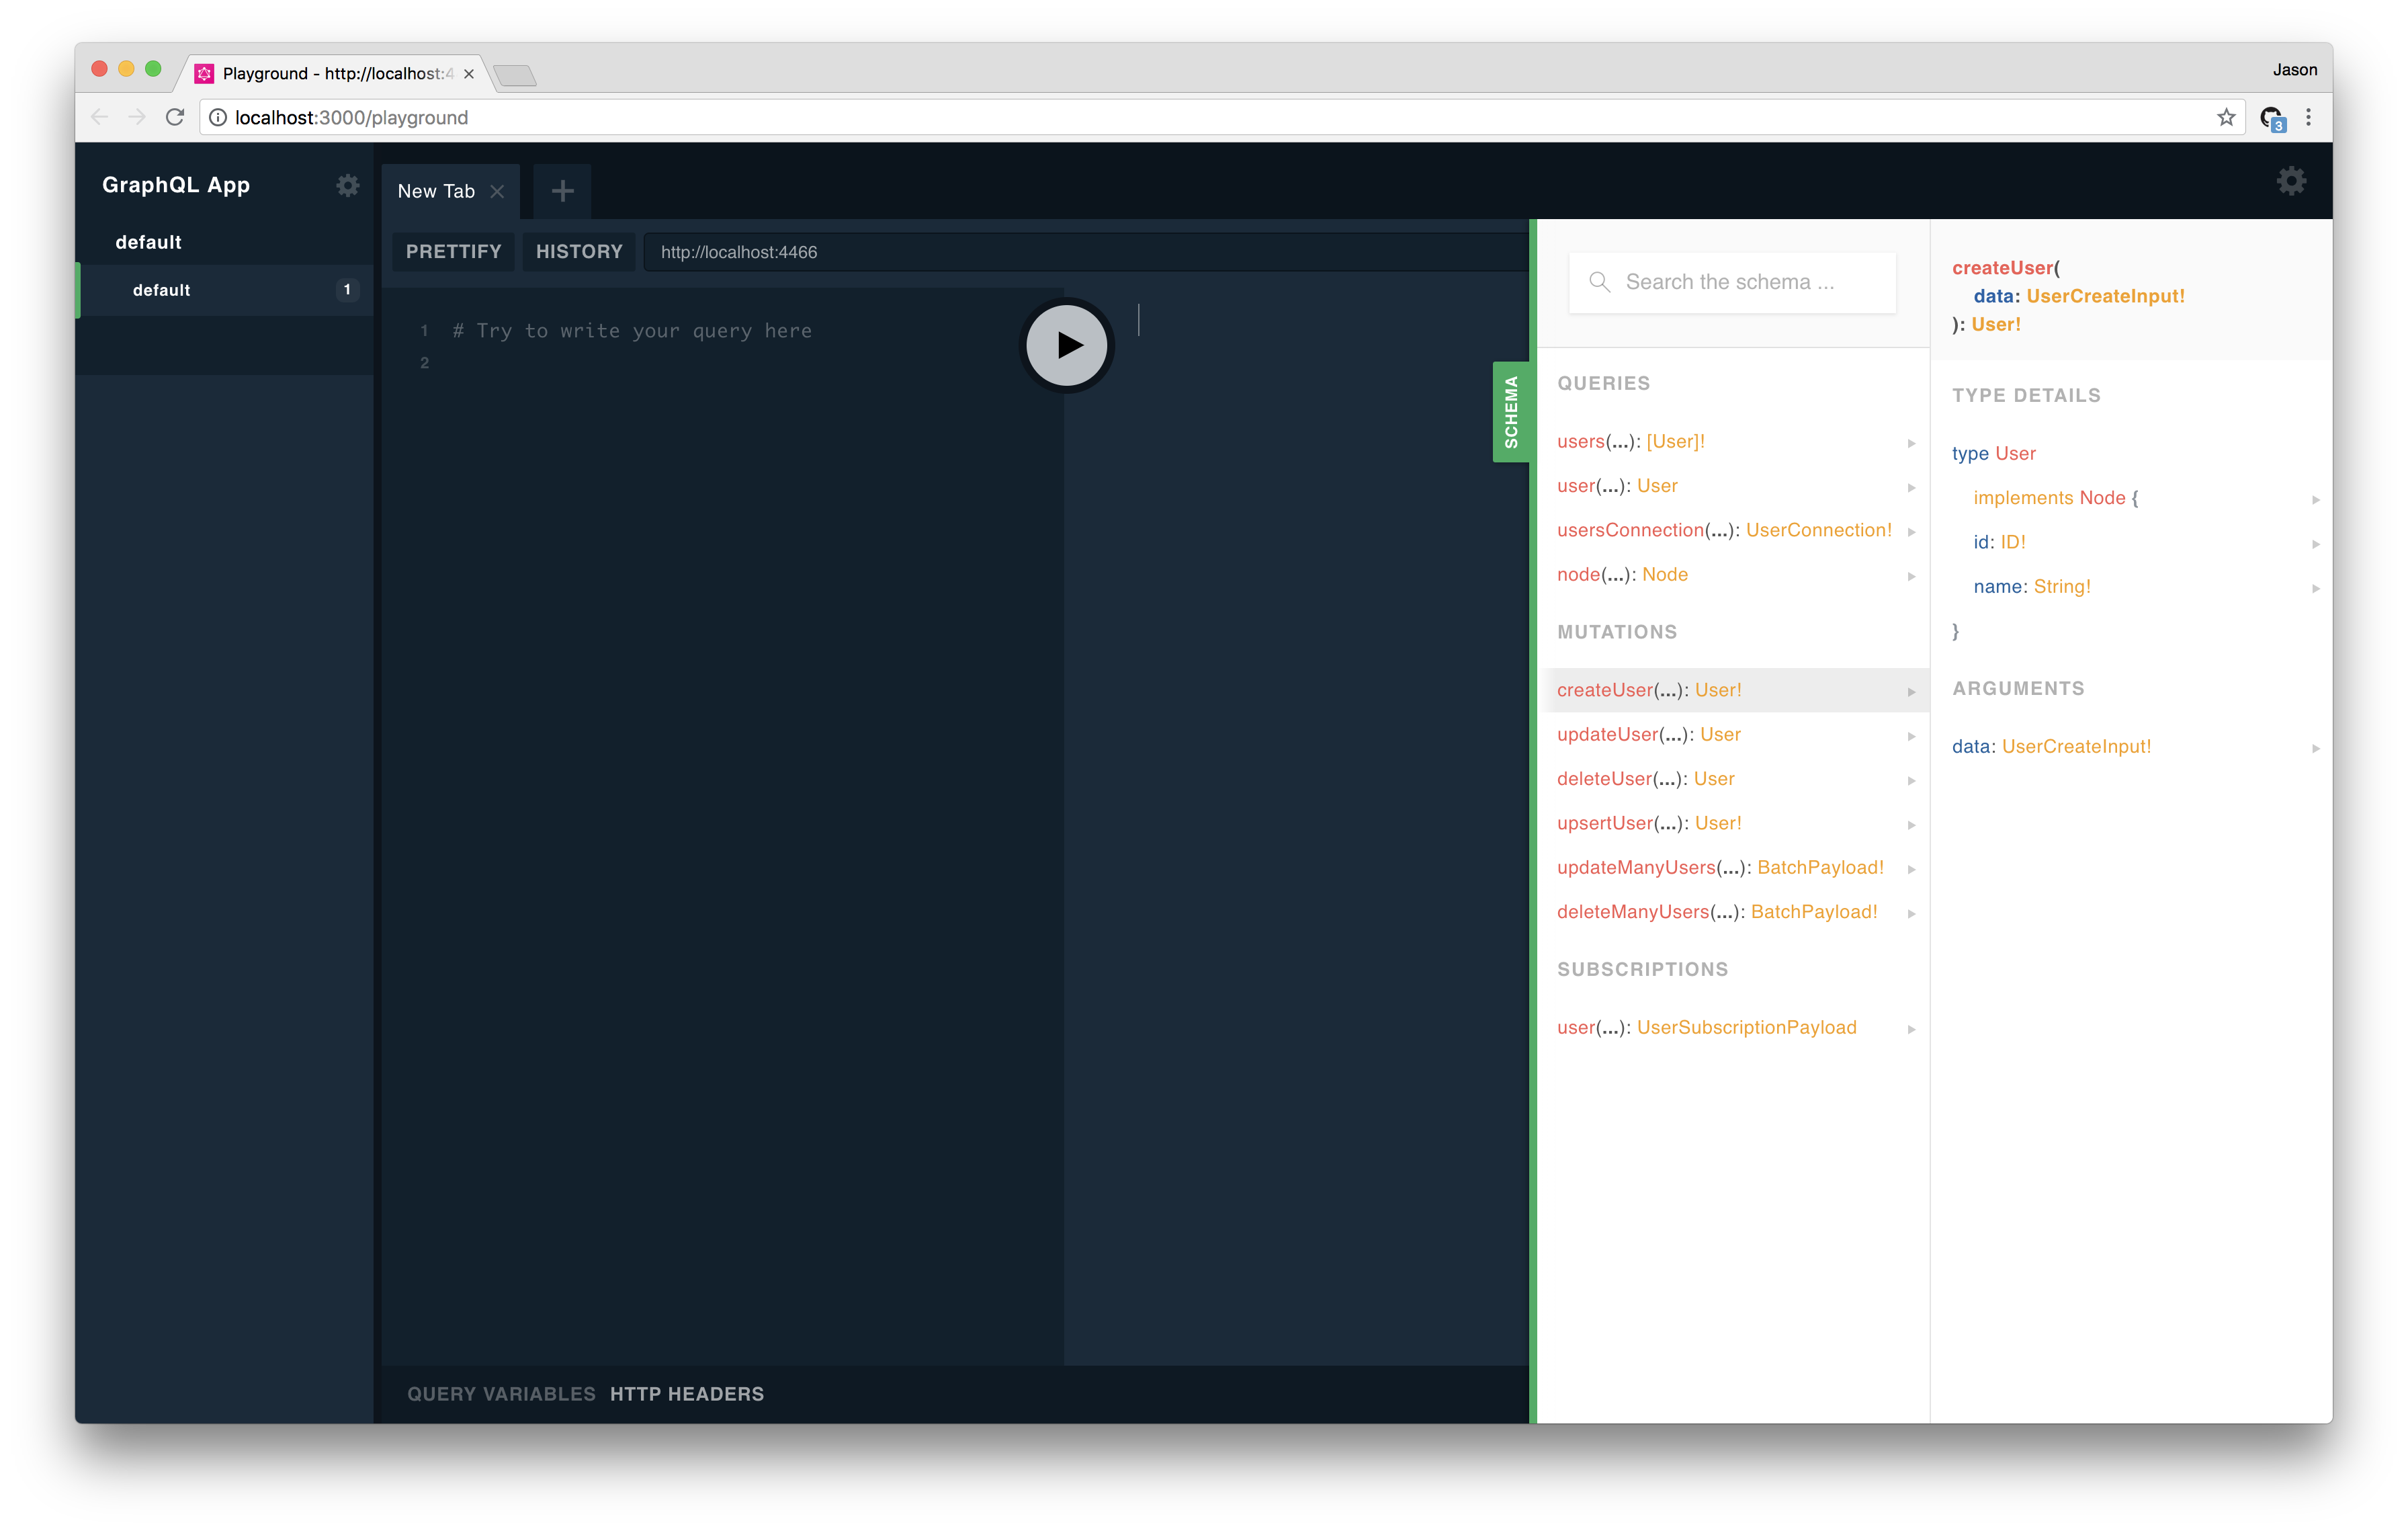 Playground - http://localhost:4
Jason
localhost:3000/playground
3
GraphQL App
default
default
1
New Tab
PRETTIFY
HISTORY
http://localhost:4466
1
# Try to write your query here
2
QUERY VARIABLES
HTTP HEADERS
SCHEMA
Search the schema ...
QUERIES
users(...): [User]!
user(...): User
usersConnection(...): UserConnection!
node(...): Node
MUTATIONS
createUser(...): User!
updateUser(...): User
deleteUser(...): User
upsertUser(...): User!
updateManyUsers(...): BatchPayload!
deleteManyUsers(...): BatchPayload!
SUBSCRIPTIONS
user(...): UserSubscriptionPayload
createUser(
data: UserCreateInput!
): User!
TYPE DETAILS
type User
implements Node {
id: ID!
name: String!
}
ARGUMENTS
data: UserCreateInput!